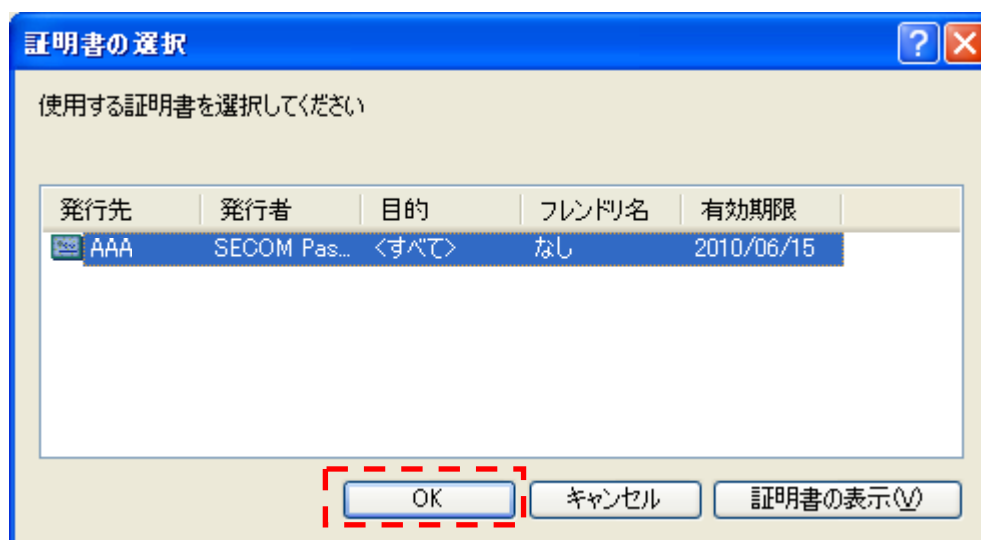 証明書の選択
使用する証明書を選択してください
発行先 発行者 目的 フレンドリ名 有効期限
AAA SECOM Pas... <すべて> なし 2010/06/15
OK キャンセル 証明書の表示(V)